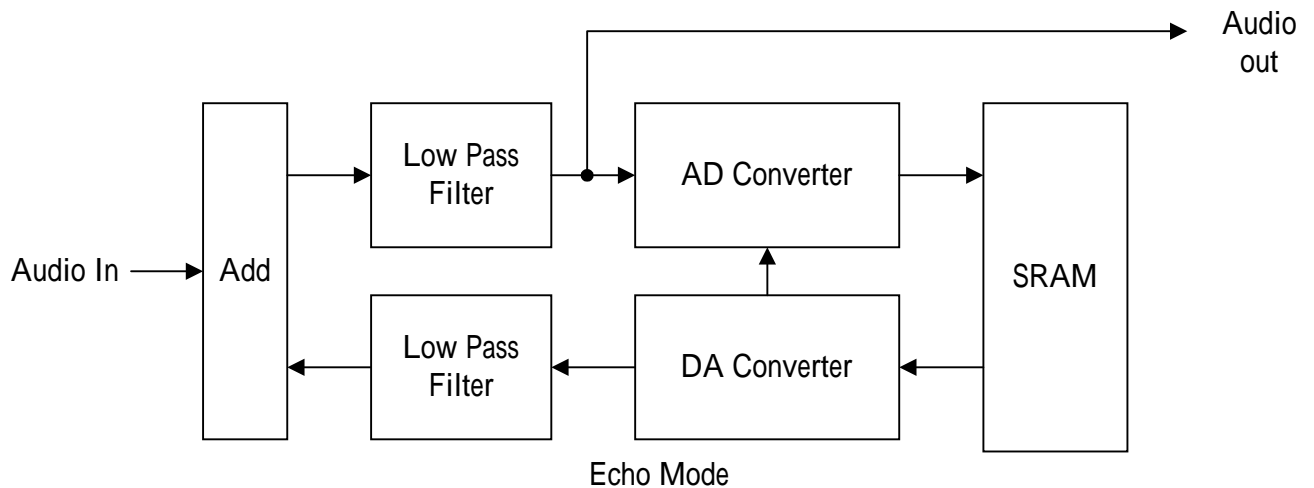 Audio
out
Low Pass
Filter
AD Converter
Audio In
Add
SRAM
Low Pass
Filter
DA Converter
Echo Mode